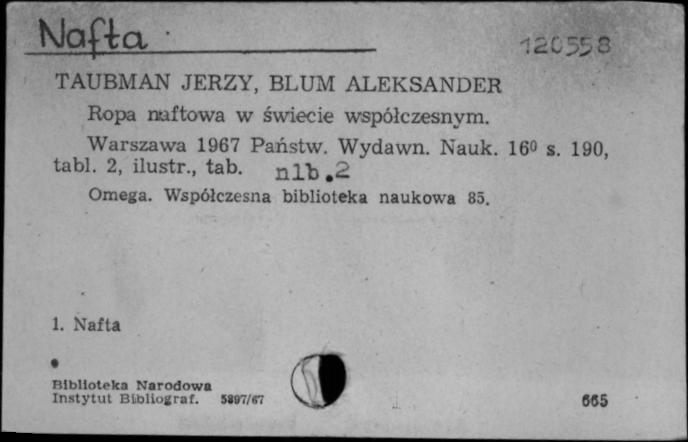 Nafta
120558
TAUBMAN JERZY, BLUM ALEKSANDER
Ropa naftowa w świecie współczesnym.
Warszawa 1967 Państw. Wydawn. Nauk. 16⁰ s. 190,
tabl. 2, ilustr., tab. nlb.2
Omega. Współczesna biblioteka naukowa 85.
1. Nafta
Biblioteka Narodowa
Instytut Bibliograf. 5897/67
665